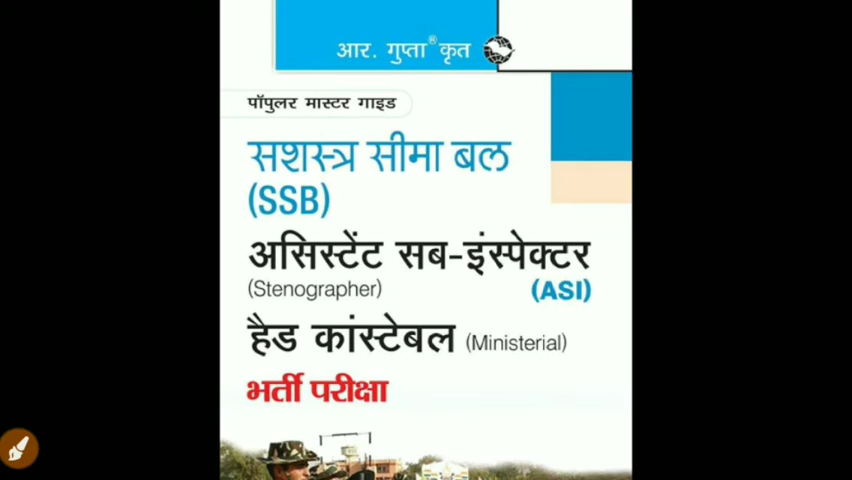 आर. गुप्ता® कृत
पॉपुलर मास्टर गाइड
सशस्त्र सीमा बल
(SSB)
असिस्टेंट सब-इंस्पेक्टर
(Stenographer) (ASI)
हैड कांस्टेबल (Ministerial)
भर्ती परीक्षा